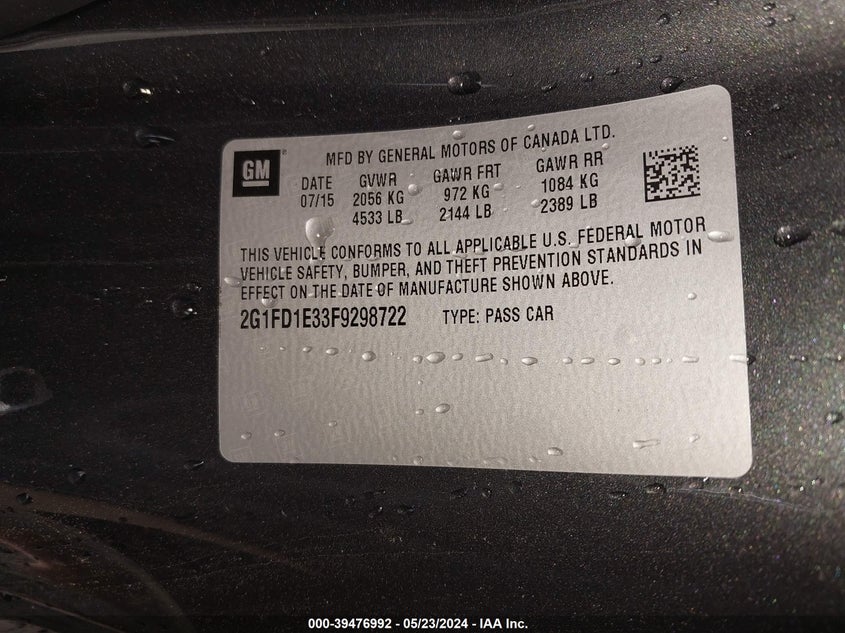 GM
MFD BY GENERAL MOTORS OF CANADA LTD.
DATE GVWR GAWR FRT GAWR RR
07/15 2056 KG 972 KG 1084 KG
4533 LB 2144 LB 2389 LB
THIS VEHICLE CONFORMS TO ALL APPLICABLE U.S. FEDERAL MOTOR
VEHICLE SAFETY, BUMPER, AND THEFT PREVENTION STANDARDS IN
EFFECT ON THE DATE OF MANUFACTURE SHOWN ABOVE.
2G1FD1E33F9298722 TYPE: PASS CAR
000-39476992 - 05/23/2024 - IAA Inc.